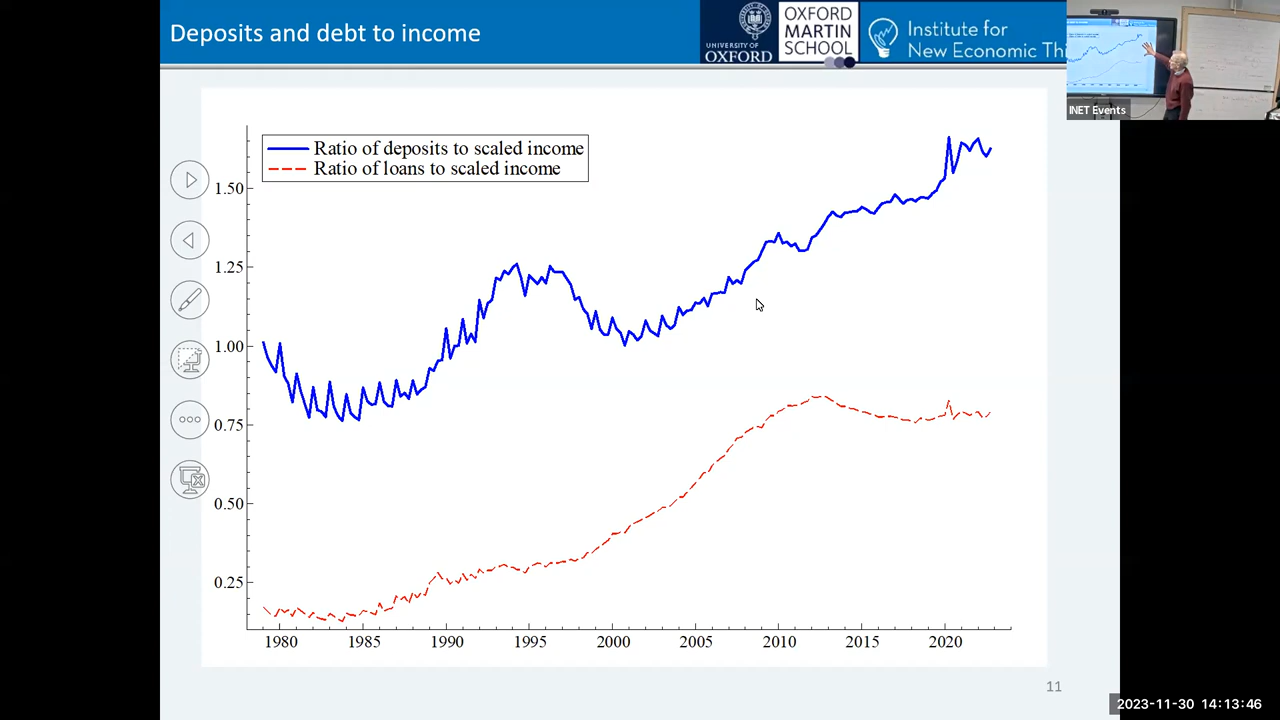 Deposits and debt to income
UNIVERSITY OF
OXFORD
OXFORD
MARTIN
SCHOOL
Institute for
New Economic Thi
INET Events
Ratio of deposits to scaled income
Ratio of loans to scaled income
1.50
1.25
1.00
0.75
0.50
0.25
1980 1985 1990 1995 2000 2005 2010 2015 2020
11
2023-11-30 14:13:46